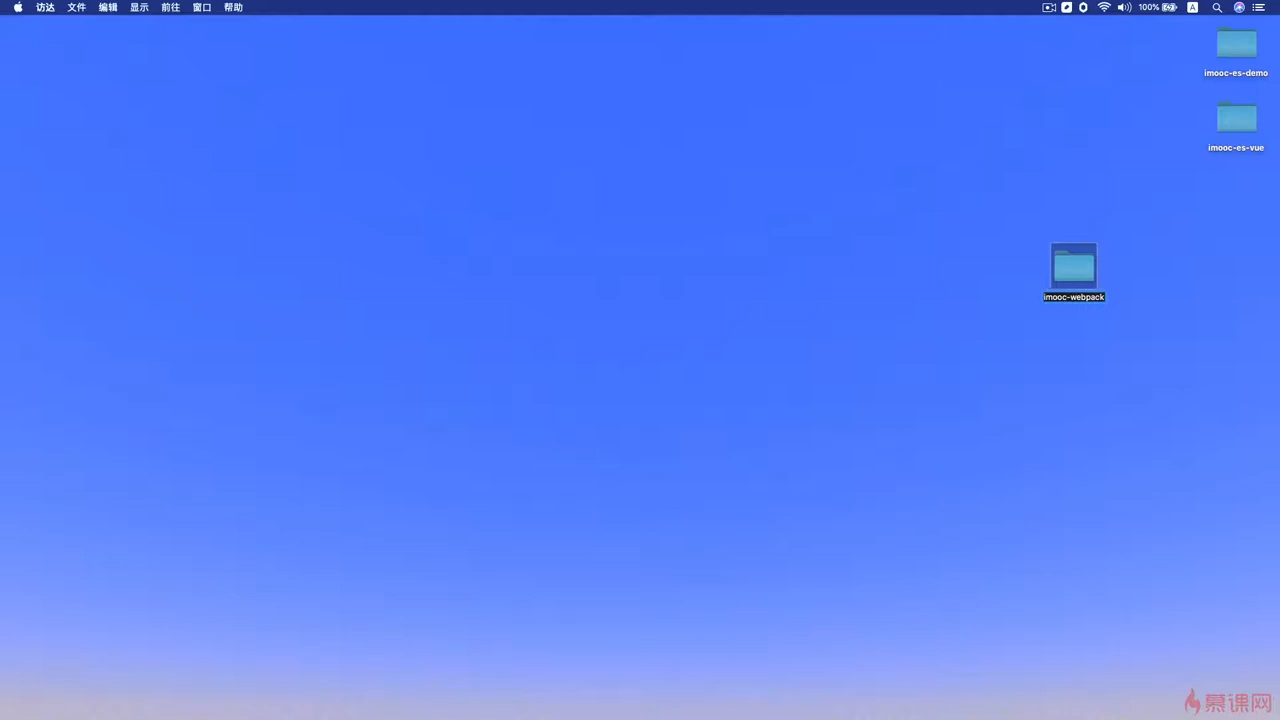 访达 文件 编辑 显示 前往 窗口 帮助 100% A
imooc-es-demo
imooc-es-vue
imooc-webpack
慕课网